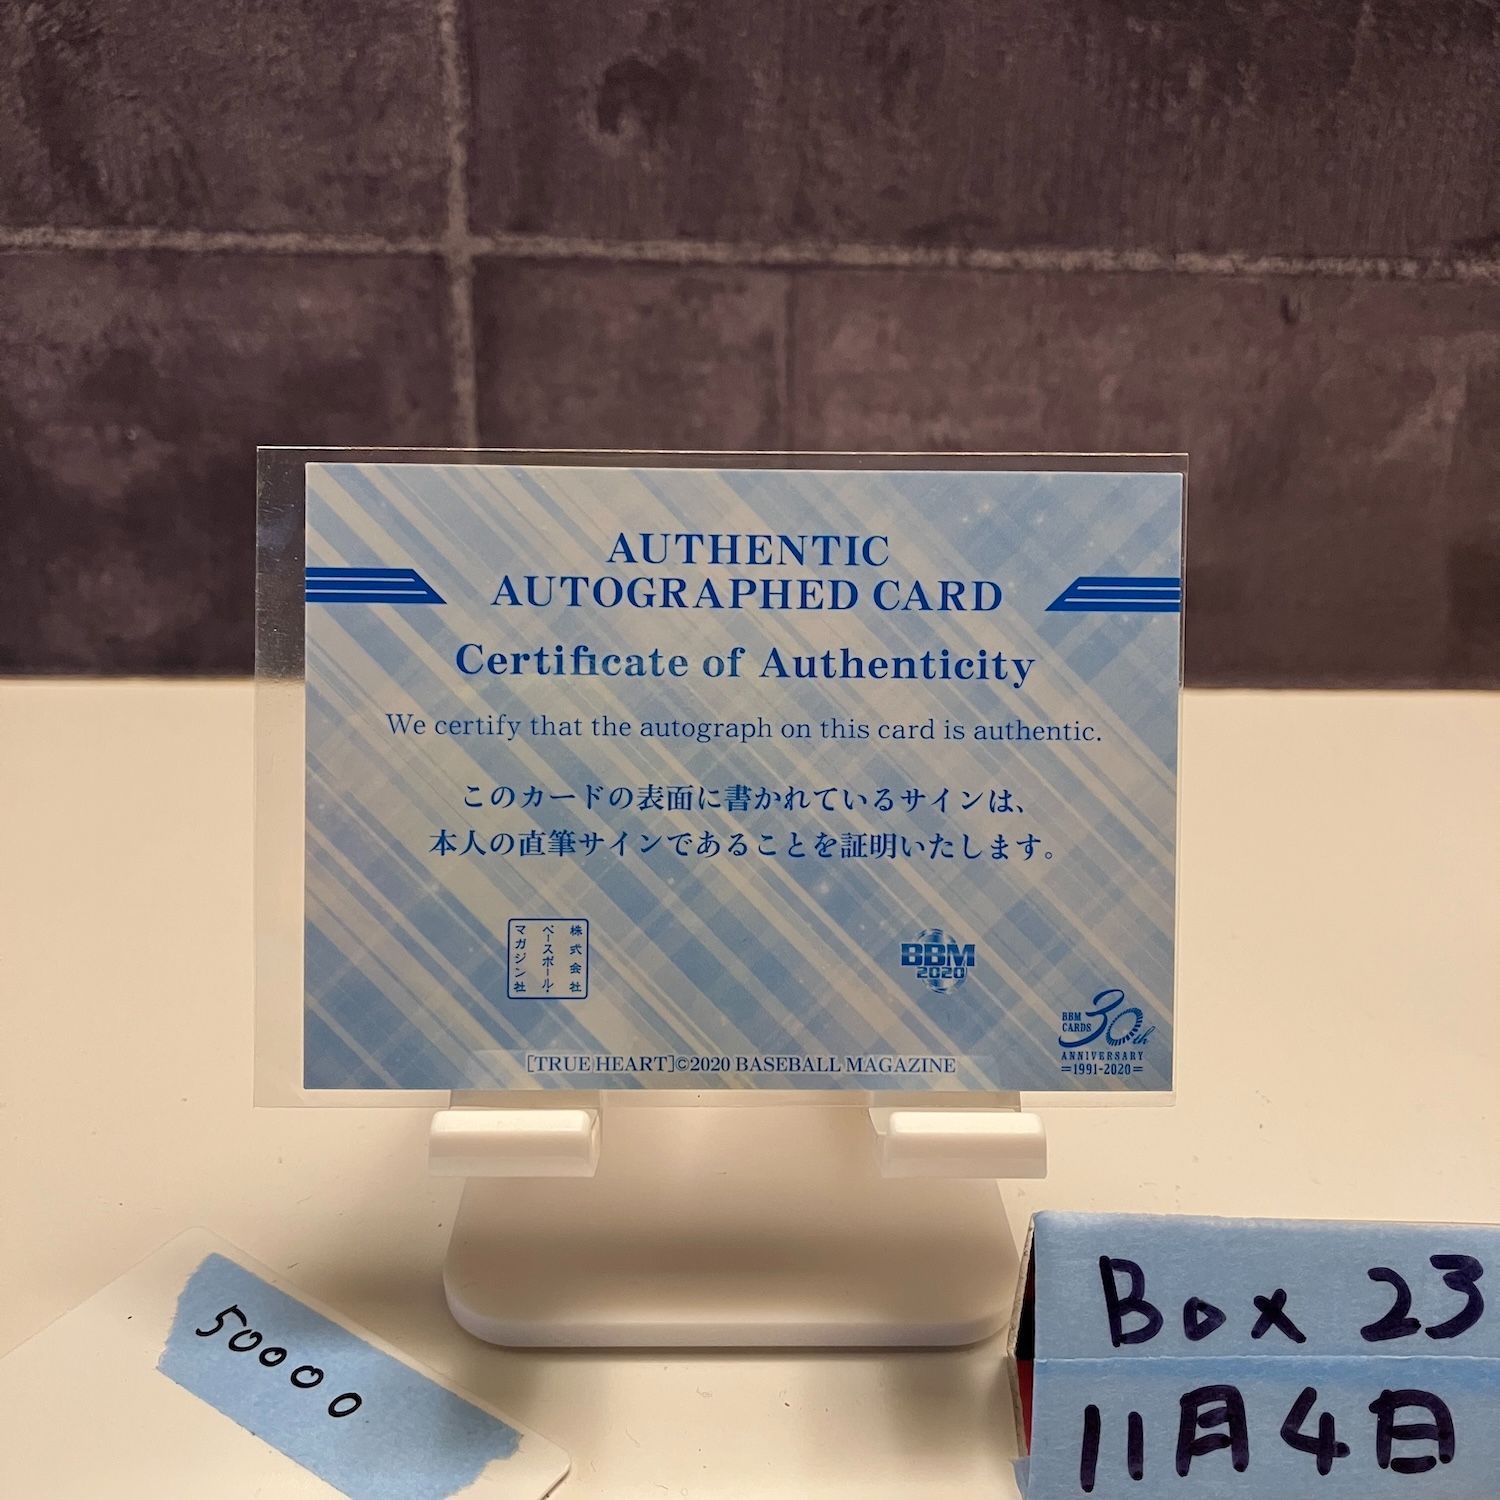 AUTHENTIC
AUTOGRAPHED CARD
Certificate of Authenticity
We certify that the autograph on this card is authentic.
このカードの表面に書かれているサインは、
本人の直筆サインであることを証明いたします。
株式会社
ベースボール・
マガジン社
BBM
2020
BBM
CARDS
30th
ANNIVERSARY
=1991-2020=
[TRUE HEART]©2020 BASEBALL MAGAZINE
50000
Box 23
11月4日